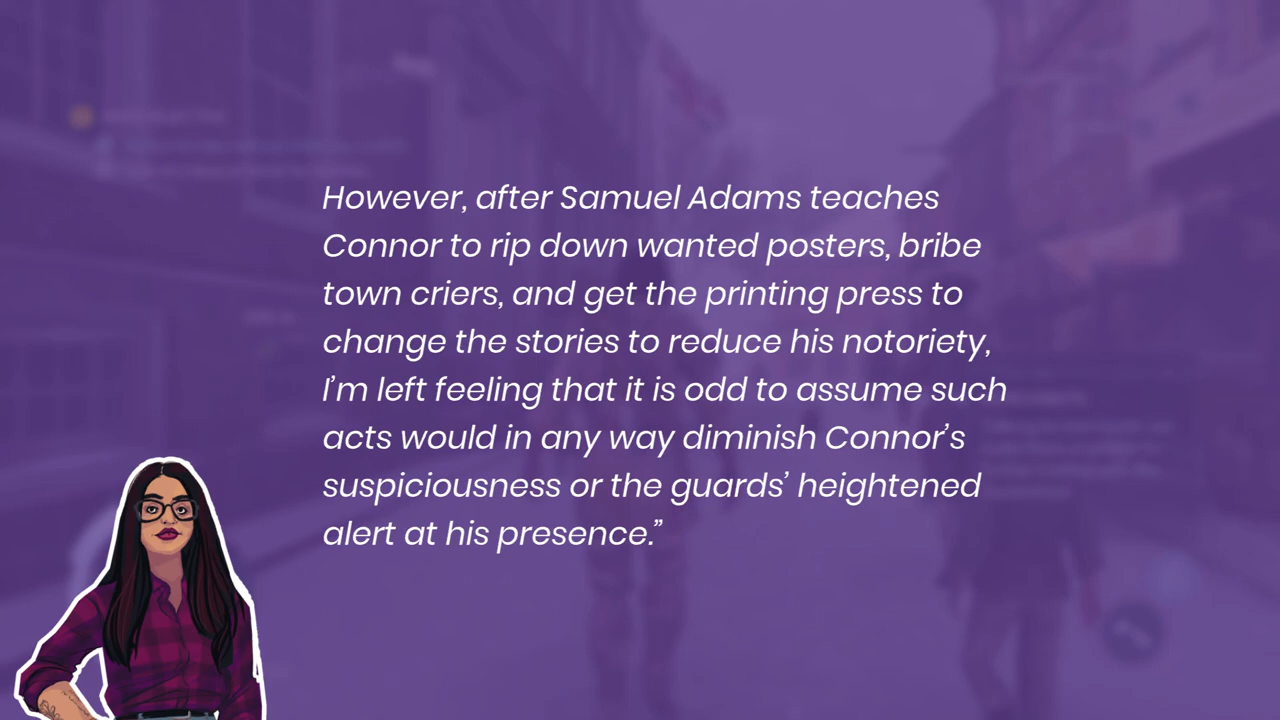 However, after Samuel Adams teaches
Connor to rip down wanted posters, bribe
town criers, and get the printing press to
change the stories to reduce his notoriety,
I’m left feeling that it is odd to assume such
acts would in any way diminish Connor’s
suspiciousness or the guards’ heightened
alert at his presence.”